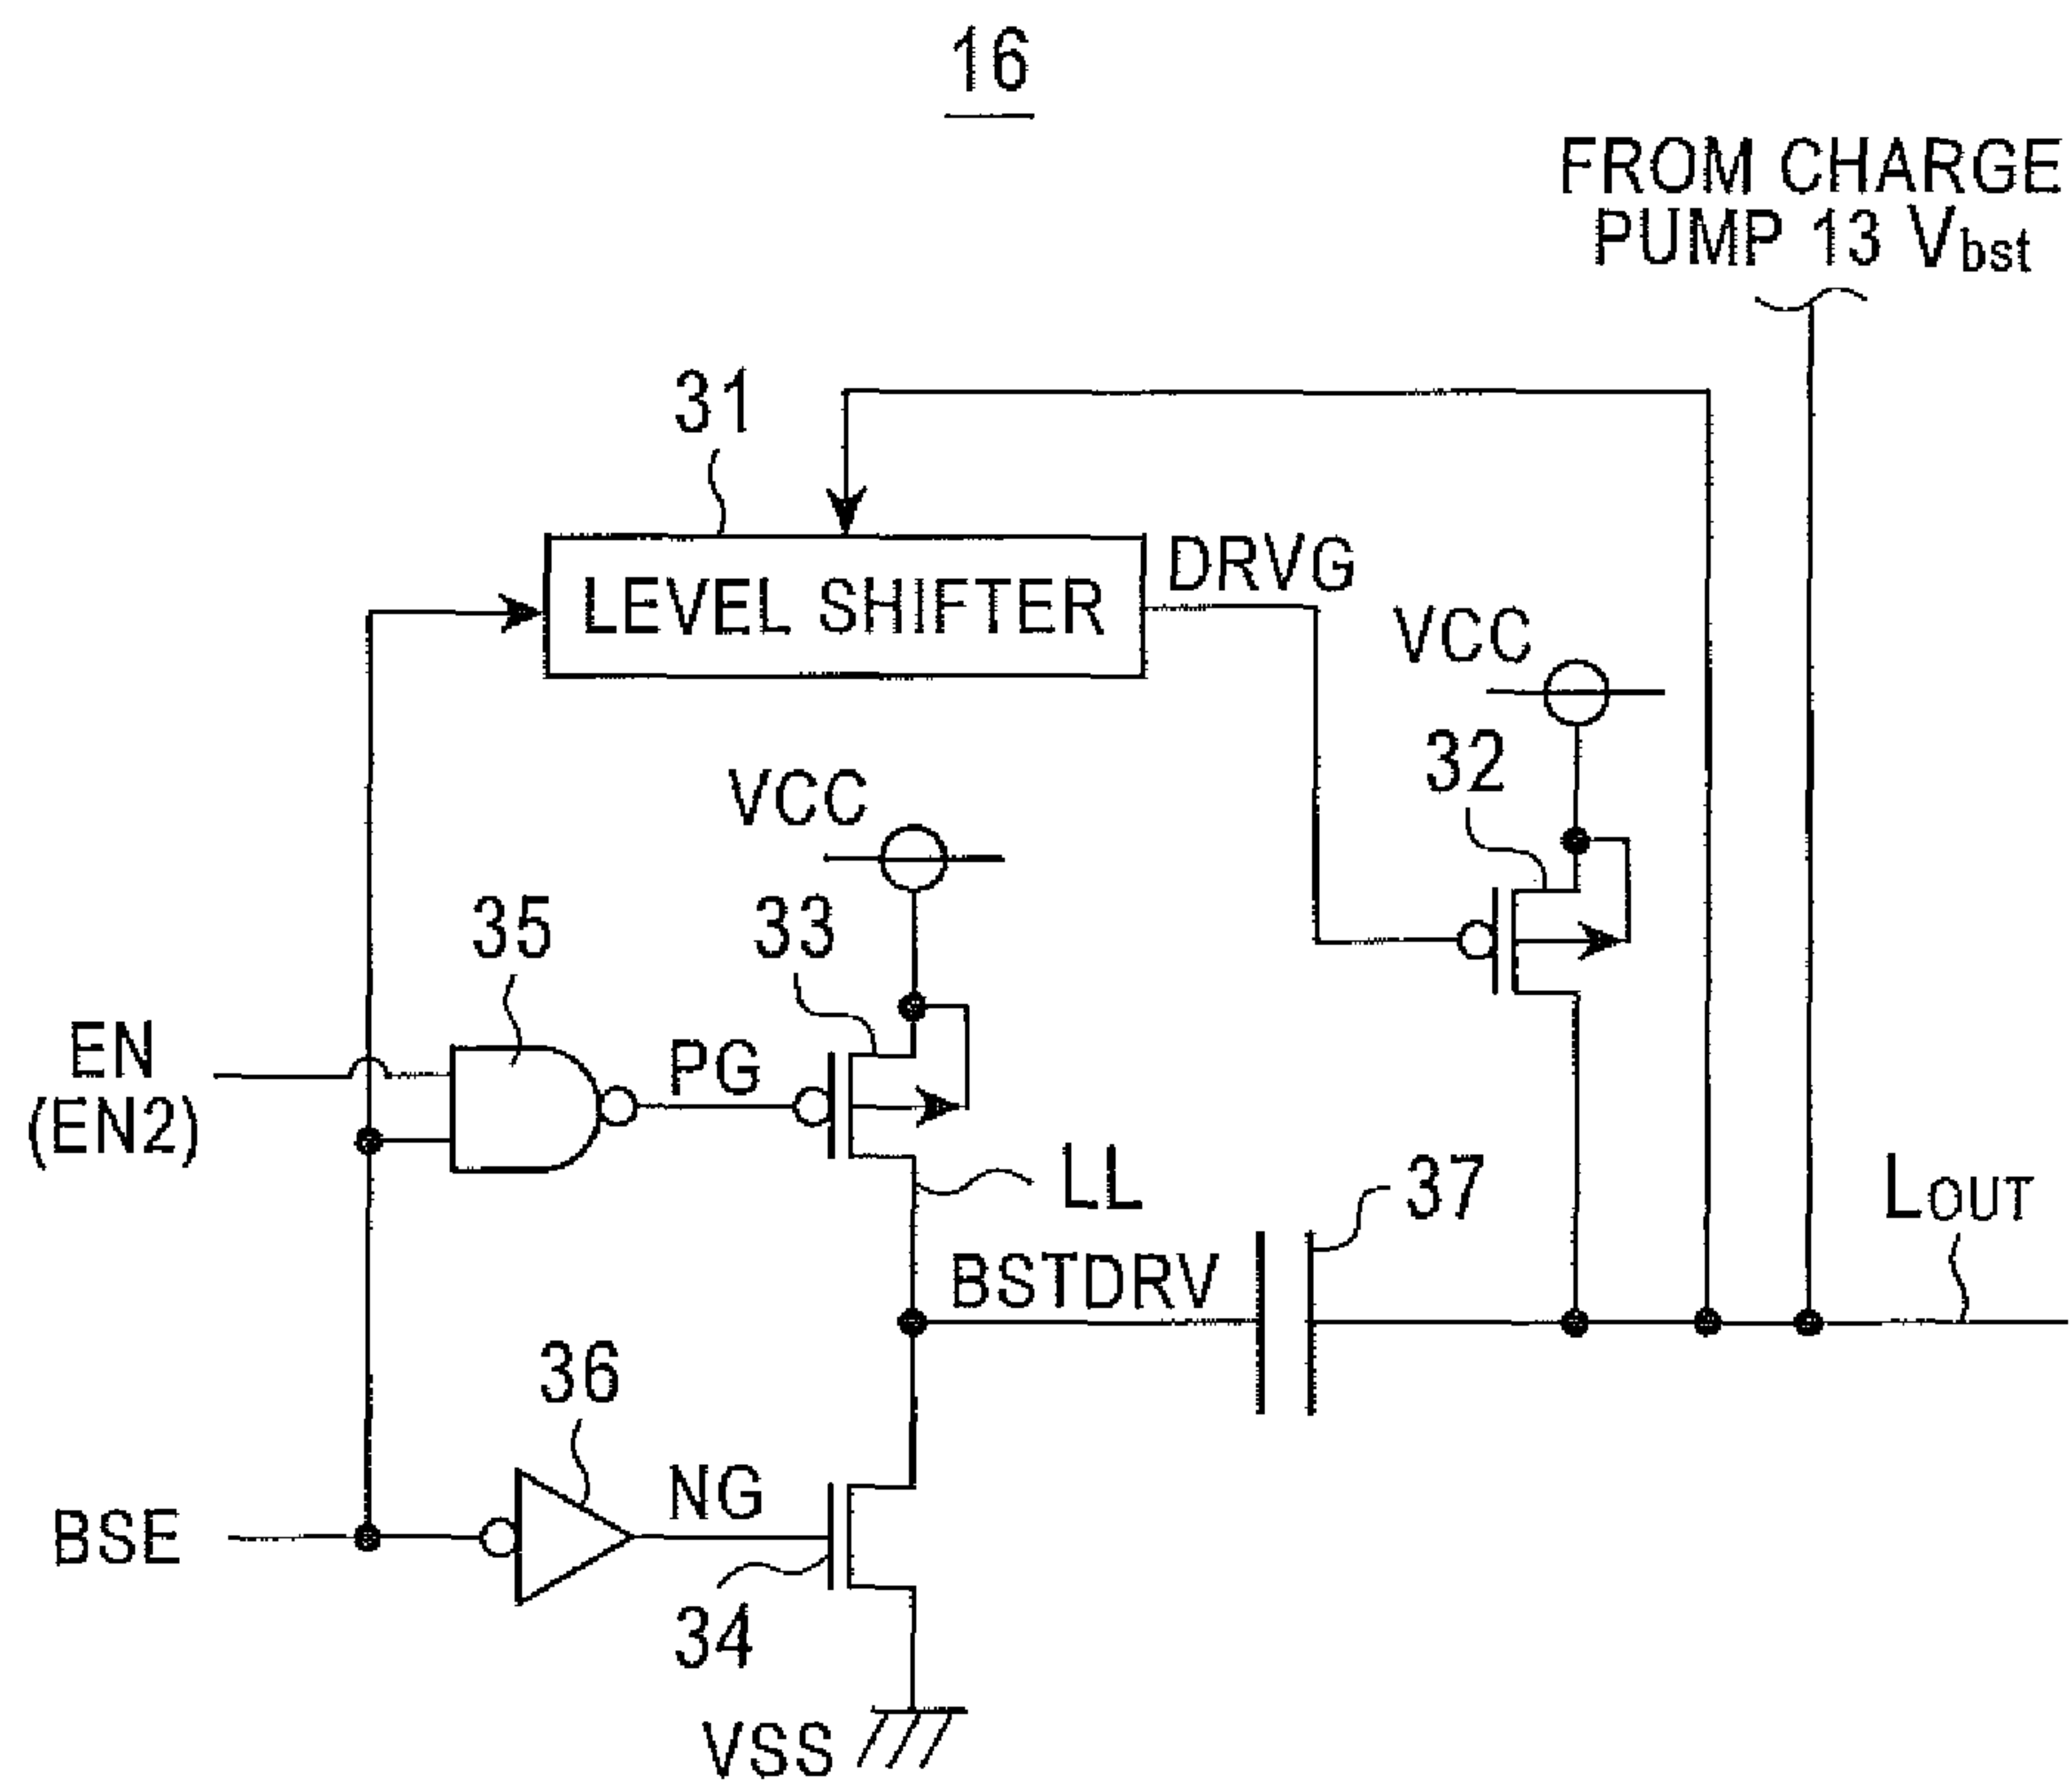 16
FROM CHARGE
PUMP 13 Vbst
31
LEVEL SHIFTER
DRVG
VCC
32
VCC
33
35
EN
(EN2)
PG
LL
37
LOUT
BSTDRV
36
NG
BSE
34
VSS